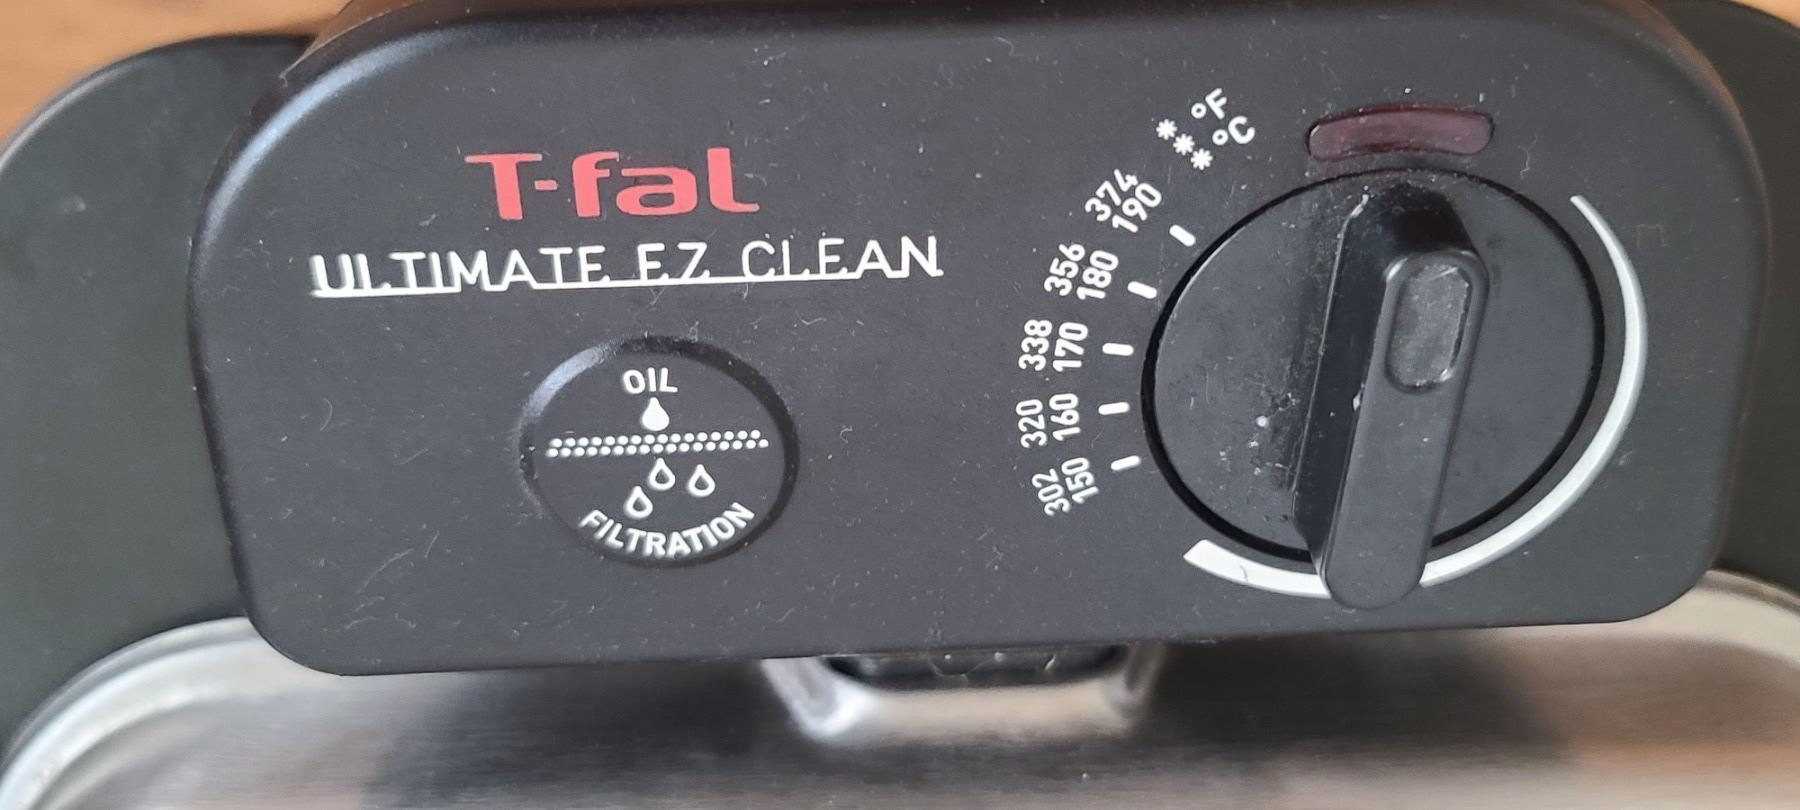 T-fal
ULTIMATE EZ CLEAN
OIL
FILTRATION
°F
°C
374
190
356
180
338
170
320
160
302
150